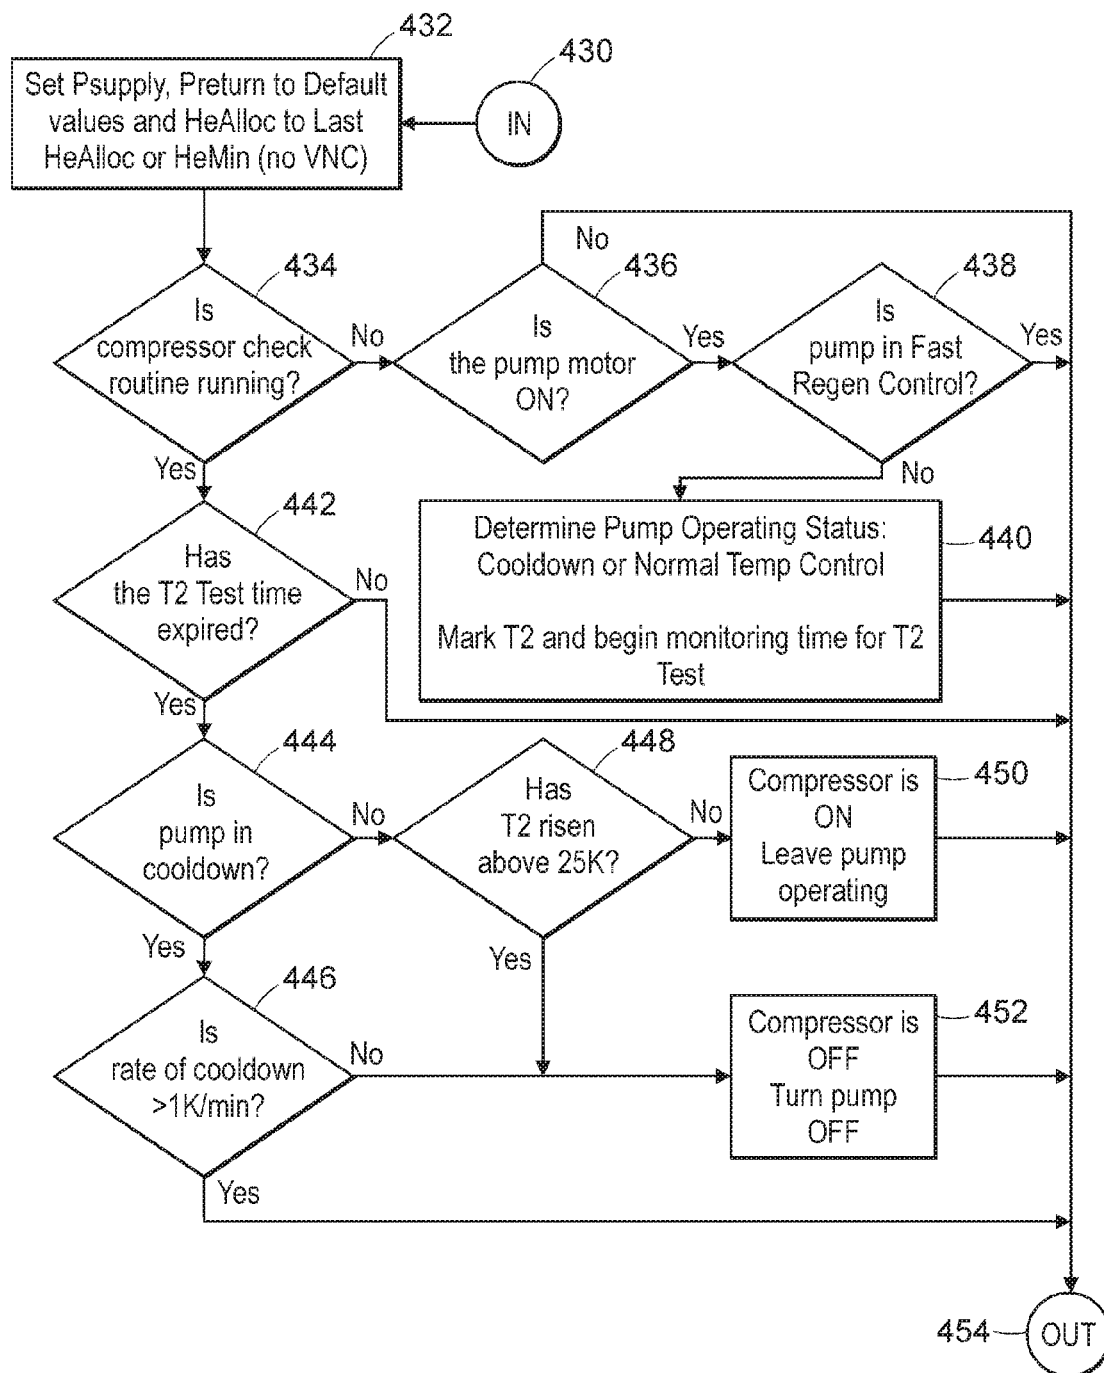 432
430
Set Psupply, Preturn to Default
values and HeAlloc to Last
HeAlloc or HeMin (no VNC)
IN
No
434
436
438
Is
compressor check
routine running?
No
Is
the pump motor
ON?
Yes
Is
pump in Fast
Regen Control?
Yes
Yes
No
442
Has
the T2 Test time
expired?
No
Determine Pump Operating Status:
Cooldown or Normal Temp Control
Mark T2 and begin monitoring time for T2
Test
440
Yes
444
448
450
Is
pump in
cooldown?
No
Has
T2 risen
above 25K?
No
Compressor is
ON
Leave pump
operating
Yes
Yes
446
452
Is
rate of cooldown
>1K/min?
No
Compressor is
OFF
Turn pump
OFF
Yes
454
OUT